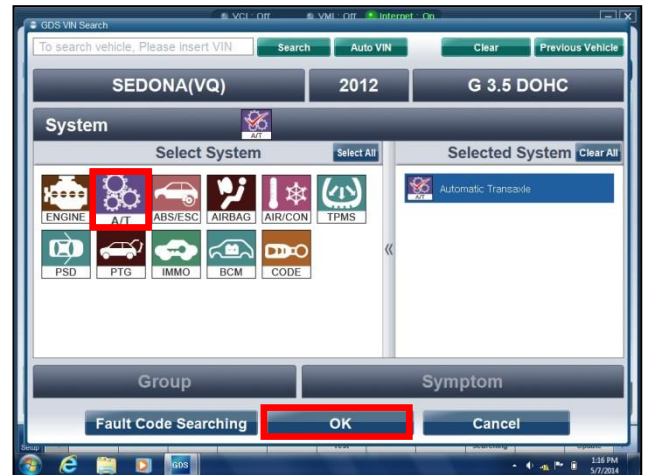 VCI : Off VMI : Off Internet : On
GDS VIN Search
To search vehicle, Please insert VIN Search Auto VIN Clear Previous Vehicle
SEDONA(VQ) 2012 G 3.5 DOHC
System A/T
Select System Select All Selected System Clear All
ENGINE A/T ABS/ESC AIRBAG AIR/CON TPMS
A/T Automatic Transaxle
PSD PTG IMMO BCM CODE
«
Group Symptom
Fault Code Searching OK Cancel
Setup Update
GDS 1:16 PM
5/7/2014